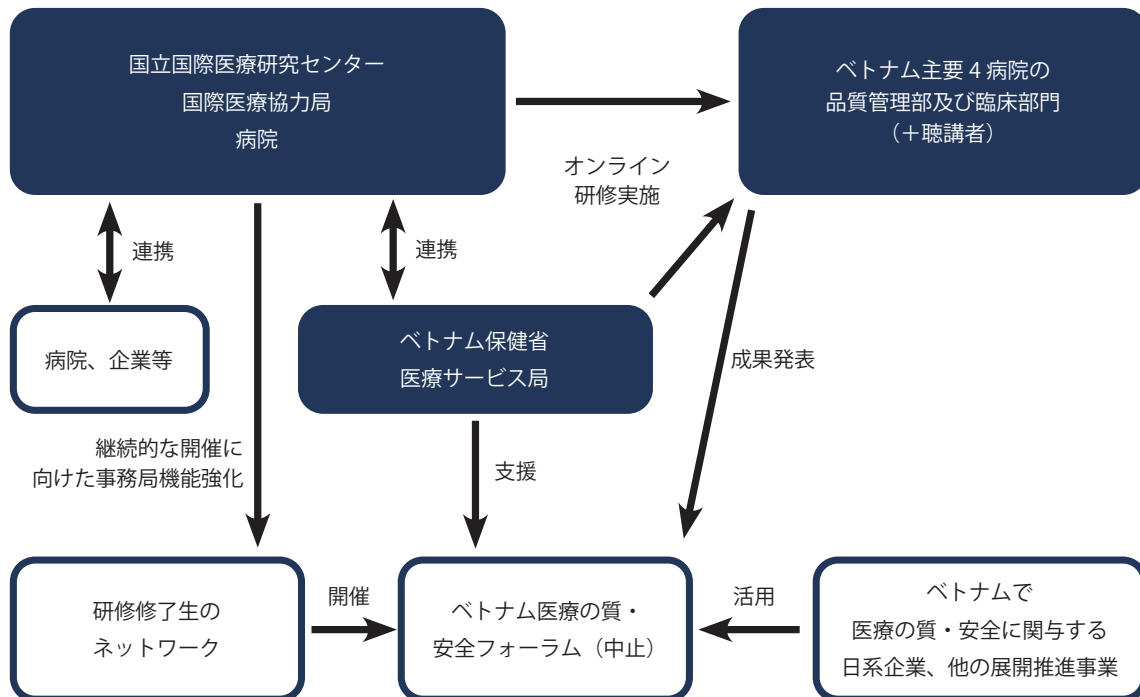 国立国際医療研究センター
国際医療協力局
病院
ベトナム主要 4 病院の
品質管理部及び臨床部門
（＋聴講者）
オンライン
研修実施
連携
連携
病院、企業等
ベトナム保健省
医療サービス局
成果発表
継続的な開催に
向けた事務局機能強化
支援
研修修了生の
ネットワーク
開催
ベトナム医療の質・
安全フォーラム（中止）
活用
ベトナムで
医療の質・安全に関与する
日系企業、他の展開推進事業